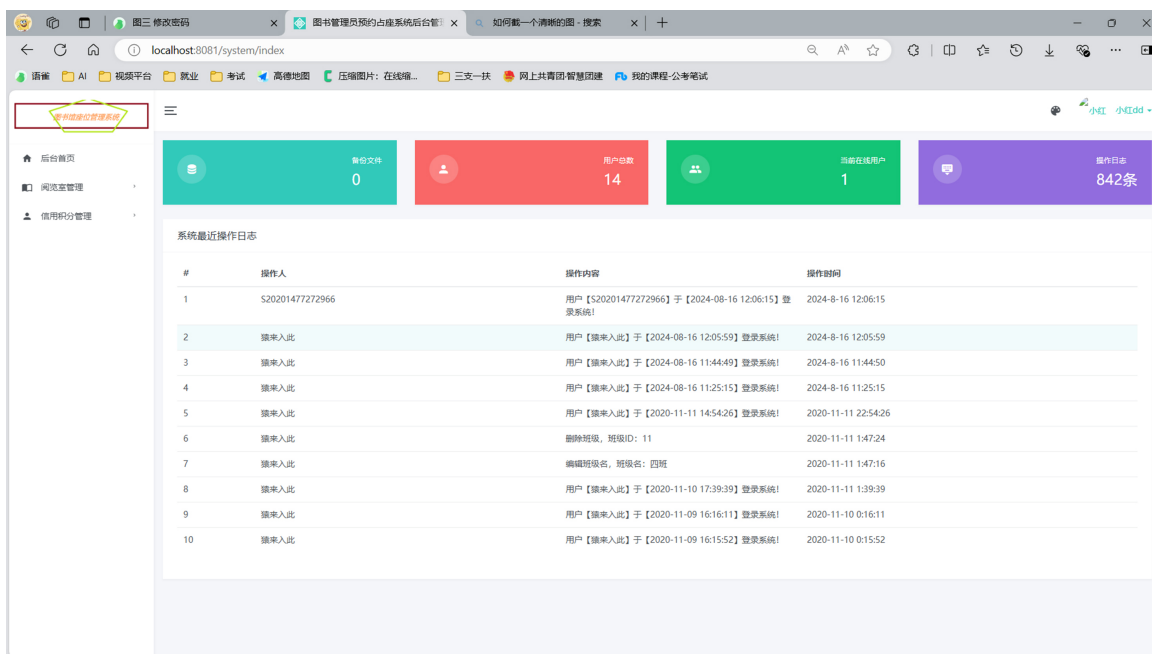 图三 修改密码
图书管理员预约占座系统后台管理
如何截一个清晰的图 - 搜索
localhost:8081/system/index
语雀 AI 视频平台 就业 考试 高德地图 压缩图片：在线缩... 三支一扶 网上共青团·智慧团建 我的课程-公考笔试
图书馆座位管理系统
小红 小红dd
后台首页
阅览室管理
信用积分管理
备份文件
0
用户总数
14
当前在线用户
1
操作日志
842条
系统最近操作日志
# 操作人 操作内容 操作时间
1 S20201477272966 用户【S20201477272966】于【2024-08-16 12:06:15】登录系统! 2024-8-16 12:06:15
2 猿来入此 用户【猿来入此】于【2024-08-16 12:05:59】登录系统! 2024-8-16 12:05:59
3 猿来入此 用户【猿来入此】于【2024-08-16 11:44:49】登录系统! 2024-8-16 11:44:50
4 猿来入此 用户【猿来入此】于【2024-08-16 11:25:15】登录系统! 2024-8-16 11:25:15
5 猿来入此 用户【猿来入此】于【2020-11-11 14:54:26】登录系统! 2020-11-11 22:54:26
6 猿来入此 删除班级，班级ID：11 2020-11-11 1:47:24
7 猿来入此 编辑班级名，班级名：四班 2020-11-11 1:47:16
8 猿来入此 用户【猿来入此】于【2020-11-10 17:39:39】登录系统! 2020-11-11 1:39:39
9 猿来入此 用户【猿来入此】于【2020-11-09 16:16:11】登录系统! 2020-11-10 0:16:11
10 猿来入此 用户【猿来入此】于【2020-11-09 16:15:52】登录系统! 2020-11-10 0:15:52